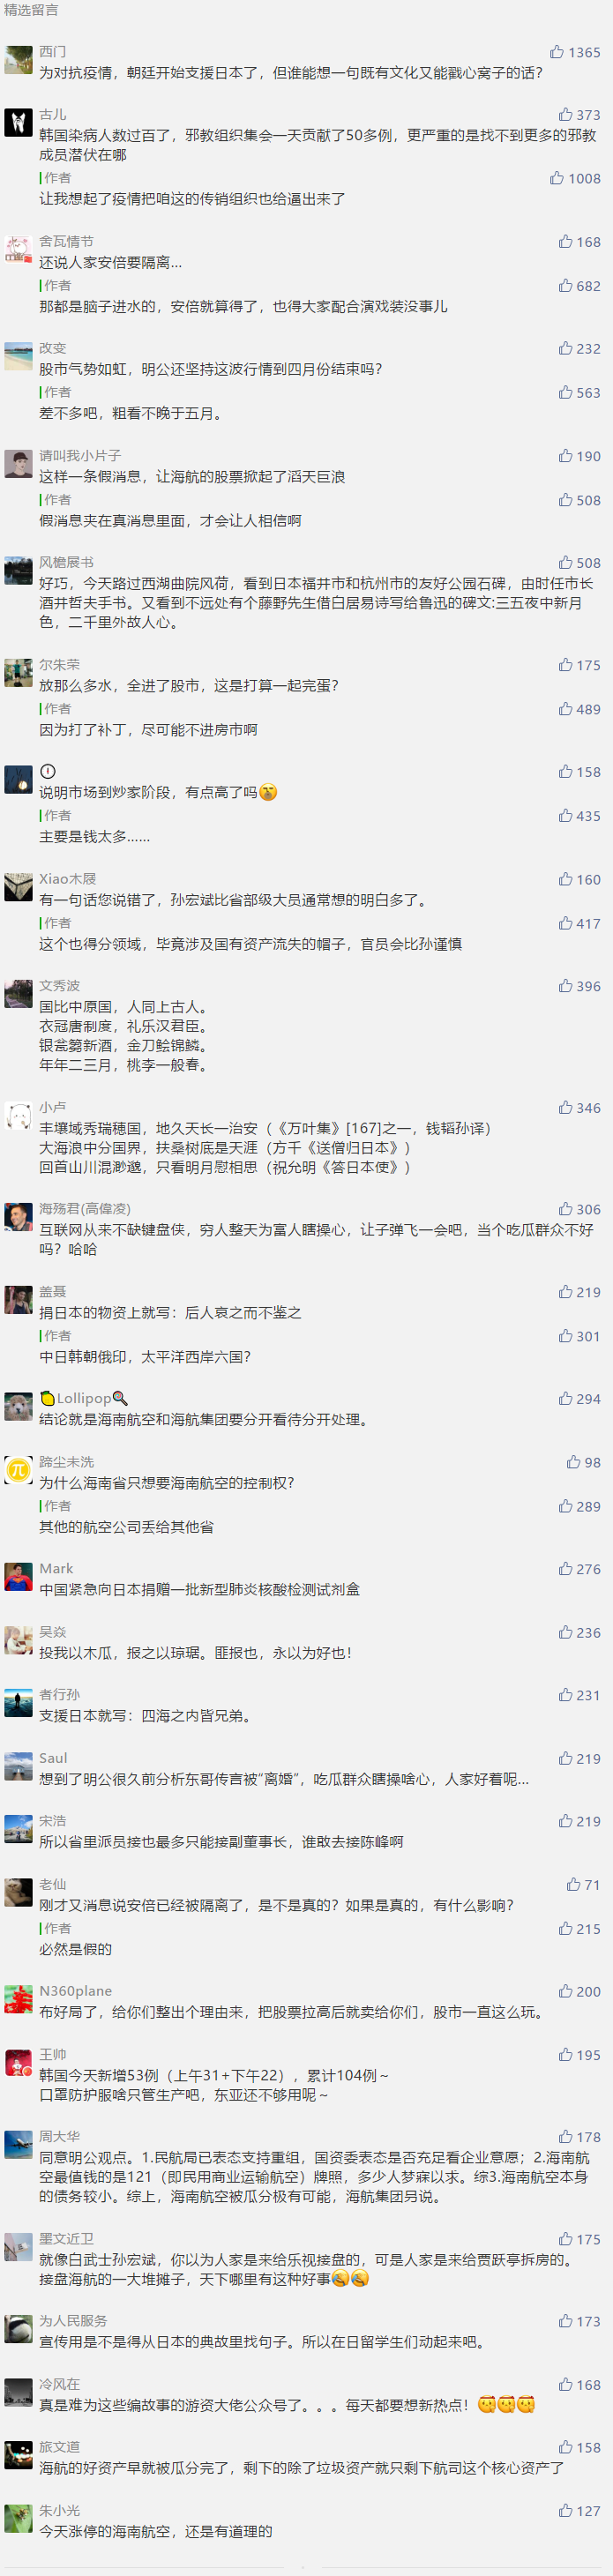 精选留言
西门
1365
为对抗疫情，朝廷开始支援日本了，但谁能想一句既有文化又能戳心窝子的话？
古儿
373
韩国染病人数过百了，邪教组织集会一天贡献了50多例，更严重的是找不到更多的邪教
成员潜伏在哪
作者
1008
让我想起了疫情把咱这的传销组织也给逼出来了
舍瓦情节
168
还说人家安倍要隔离...
作者
682
那都是脑子进水的，安倍就算得了，也得大家配合演戏装没事儿
改变
232
股市气势如虹，明公还坚持这波行情到四月份结束吗？
作者
563
差不多吧，粗看不晚于五月。
请叫我小片子
190
这样一条假消息，让海航的股票掀起了滔天巨浪
作者
508
假消息夹在真消息里面，才会让人相信啊
风檐展书
508
好巧，今天路过西湖曲院风荷，看到日本福井市和杭州市的友好公园石碑，由时任市长
酒井哲夫手书。又看到不远处有个藤野先生借白居易诗写给鲁迅的碑文:三五夜中新月
色，二千里外故人心。
尔朱荣
175
放那么多水，全进了股市，这是打算一起完蛋？
作者
489
因为打了补丁，尽可能不进房市啊
158
说明市场到炒家阶段，有点高了吗
作者
435
主要是钱太多......
Xiao木屐
160
有一句话您说错了，孙宏斌比省部级大员通常想的明白多了。
作者
417
这个也得分领域，毕竟涉及国有资产流失的帽子，官员会比孙谨慎
文秀波
396
国比中原国，人同上古人。
衣冠唐制度，礼乐汉君臣。
银瓮篘新酒，金刀鲙锦鳞。
年年二三月，桃李一般春。
小卢
346
丰壤域秀瑞穗国，地久天长一治安（《万叶集》[167]之一，钱韬孙译）
大海浪中分国界，扶桑树底是天涯（方干《送僧归日本》）
回首山川混渺邈，只看明月慰相思（祝允明《答日本使》）
海殇君(高偉凌)
306
互联网从来不缺键盘侠，穷人整天为富人瞎操心，让子弹飞一会吧，当个吃瓜群众不好
吗？哈哈
盖聂
219
捐日本的物资上就写：后人哀之而不鉴之
作者
301
中日韩朝俄印，太平洋西岸六国？
🍋Lollipop🍭
294
结论就是海南航空和海航集团要分开看待分开处理。
蹄尘未洗
98
为什么海南省只想要海南航空的控制权？
作者
289
其他的航空公司丢给其他省
Mark
276
中国紧急向日本捐赠一批新型肺炎核酸检测试剂盒
吴焱
236
投我以木瓜，报之以琼琚。匪报也，永以为好也！
者行孙
231
支援日本就写：四海之内皆兄弟。
Saul
219
想到了明公很久前分析东哥传言被“离婚”，吃瓜群众瞎操啥心，人家好着呢...
宋浩
219
所以省里派员接也最多只能接副董事长，谁敢去接陈峰啊
老仙
71
刚才又消息说安倍已经被隔离了，是不是真的？如果是真的，有什么影响？
作者
215
必然是假的
N360plane
200
布好局了，给你们整出个理由来，把股票拉高后就卖给你们，股市一直这么玩。
王帅
195
韩国今天新增53例（上午31+下午22），累计104例～
口罩防护服啥只管生产吧，东亚还不够用呢～
周大华
178
同意明公观点。1.民航局已表态支持重组，国资委表态是否充足看企业意愿；2.海南航
空最值钱的是121（即民用商业运输航空）牌照，多少人梦寐以求。综3.海南航空本身
的债务较小。综上，海南航空被瓜分极有可能，海航集团另说。
墨文近卫
175
就像白武士孙宏斌，你以为人家是来给乐视接盘的，可是人家是来给贾跃亭拆房的。
接盘海航的一大堆摊子，天下哪里有这种好事
为人民服务
173
宣传用是不是得从日本的典故里找句子。所以在日留学生们动起来吧。
冷风在
168
真是难为这些编故事的游资大佬公众号了。。。每天都要想新热点！
旅文道
158
海航的好资产早就被瓜分完了，剩下的除了垃圾资产就只剩下航司这个核心资产了
朱小光
127
今天涨停的海南航空，还是有道理的